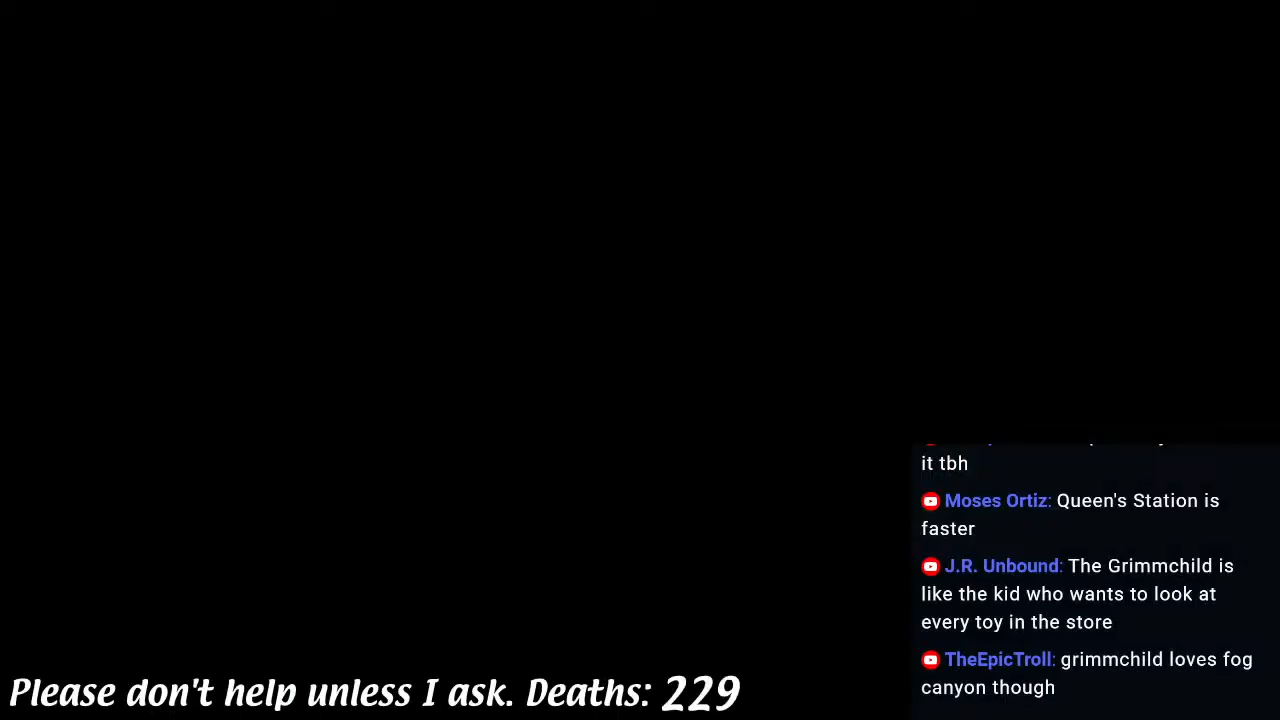 it tbh
Moses Ortiz: Queen's Station is
faster
J.R. Unbound: The Grimmchild is
like the kid who wants to look at
every toy in the store
TheEpicTroll: grimmchild loves fog
canyon though
Please don't help unless I ask. Deaths: 229